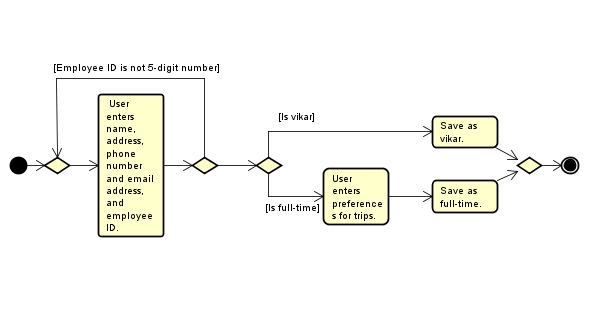 [Employee ID is not 5-digit number]
User
enters
name,
address,
phone
number
and email
address,
and
employee
ID.
[Is vikar]
Save as
vikar.
[Is full-time]
User
enters
preference
s for trips.
Save as
full-time.